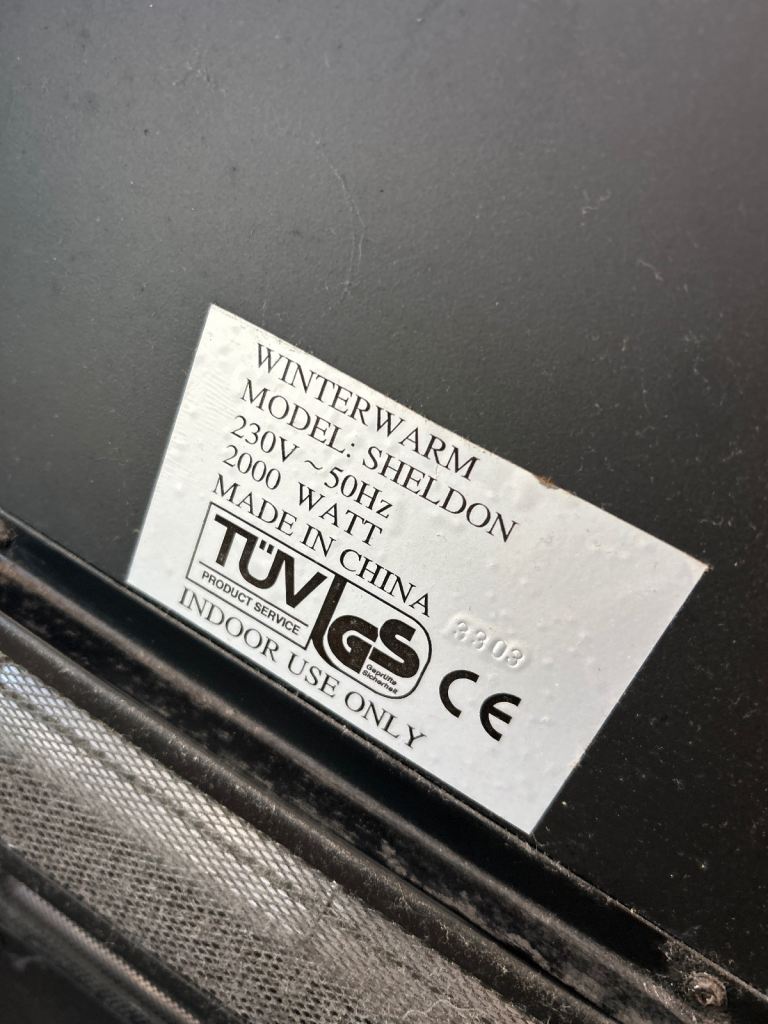 WINTERWARM
MODEL: SHELDON
230V ~ 50Hz
2000 WATT
MADE IN CHINA
3303
TÜV
PRODUCT SERVICE
GS
Geprüfte
Sicherheit
CE
INDOOR USE ONLY